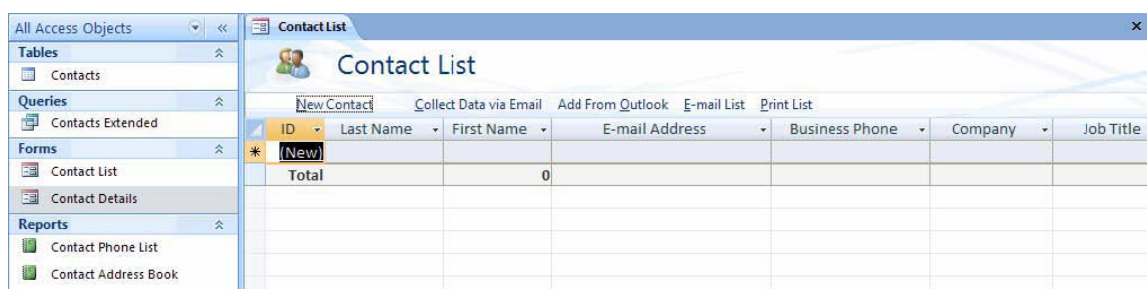 All Access Objects
Tables
Contacts
Queries
Contacts Extended
Forms
Contact List
Contact Details
Reports
Contact Phone List
Contact Address Book
Contact List
Contact List
New Contact Collect Data via Email Add From Outlook E-mail List Print List
ID Last Name First Name E-mail Address Business Phone Company Job Title
(New)
Total 0